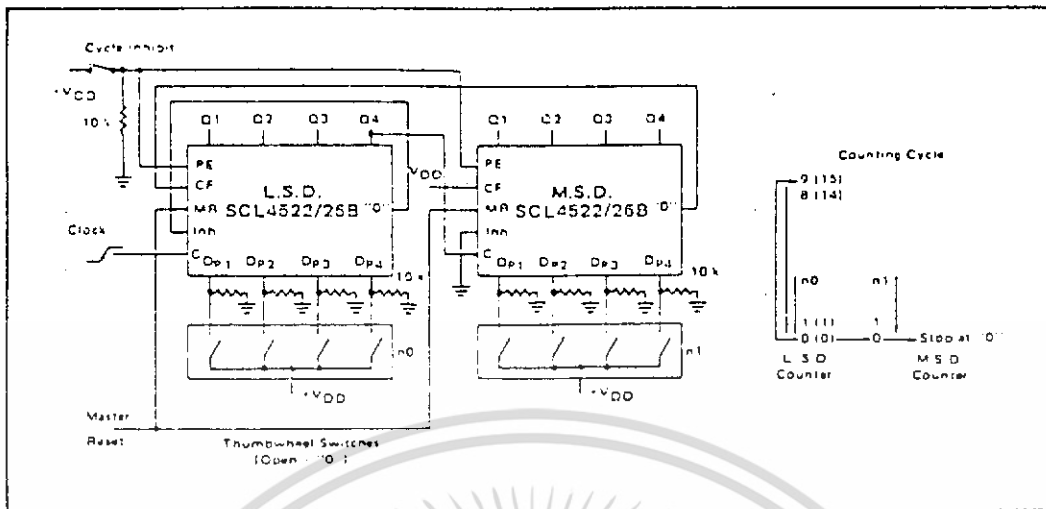 Cycle Inhibit
+VDD
10 k
Q1 Q2 Q3 Q4
PE
CF
MR
Inh
C
L.S.D.
SCL4522/26B "0"
DP1 DP2 DP3 DP4
10 k
Clock
n0
+VDD
VDD
Q1 Q2 Q3 Q4
PE
CF
MR
Inh
C
M.S.D.
SCL4522/26B "0"
DP1 DP2 DP3 DP4
10 k
n1
+VDD
Master
Reset
Thumbwheel Switches
Counting Cycle
9 (15)
8 (14)
n0 n1
1 (1) 1
0 (0) 0 Stop at "0"
L.S.D. M.S.D.
Counter Counter